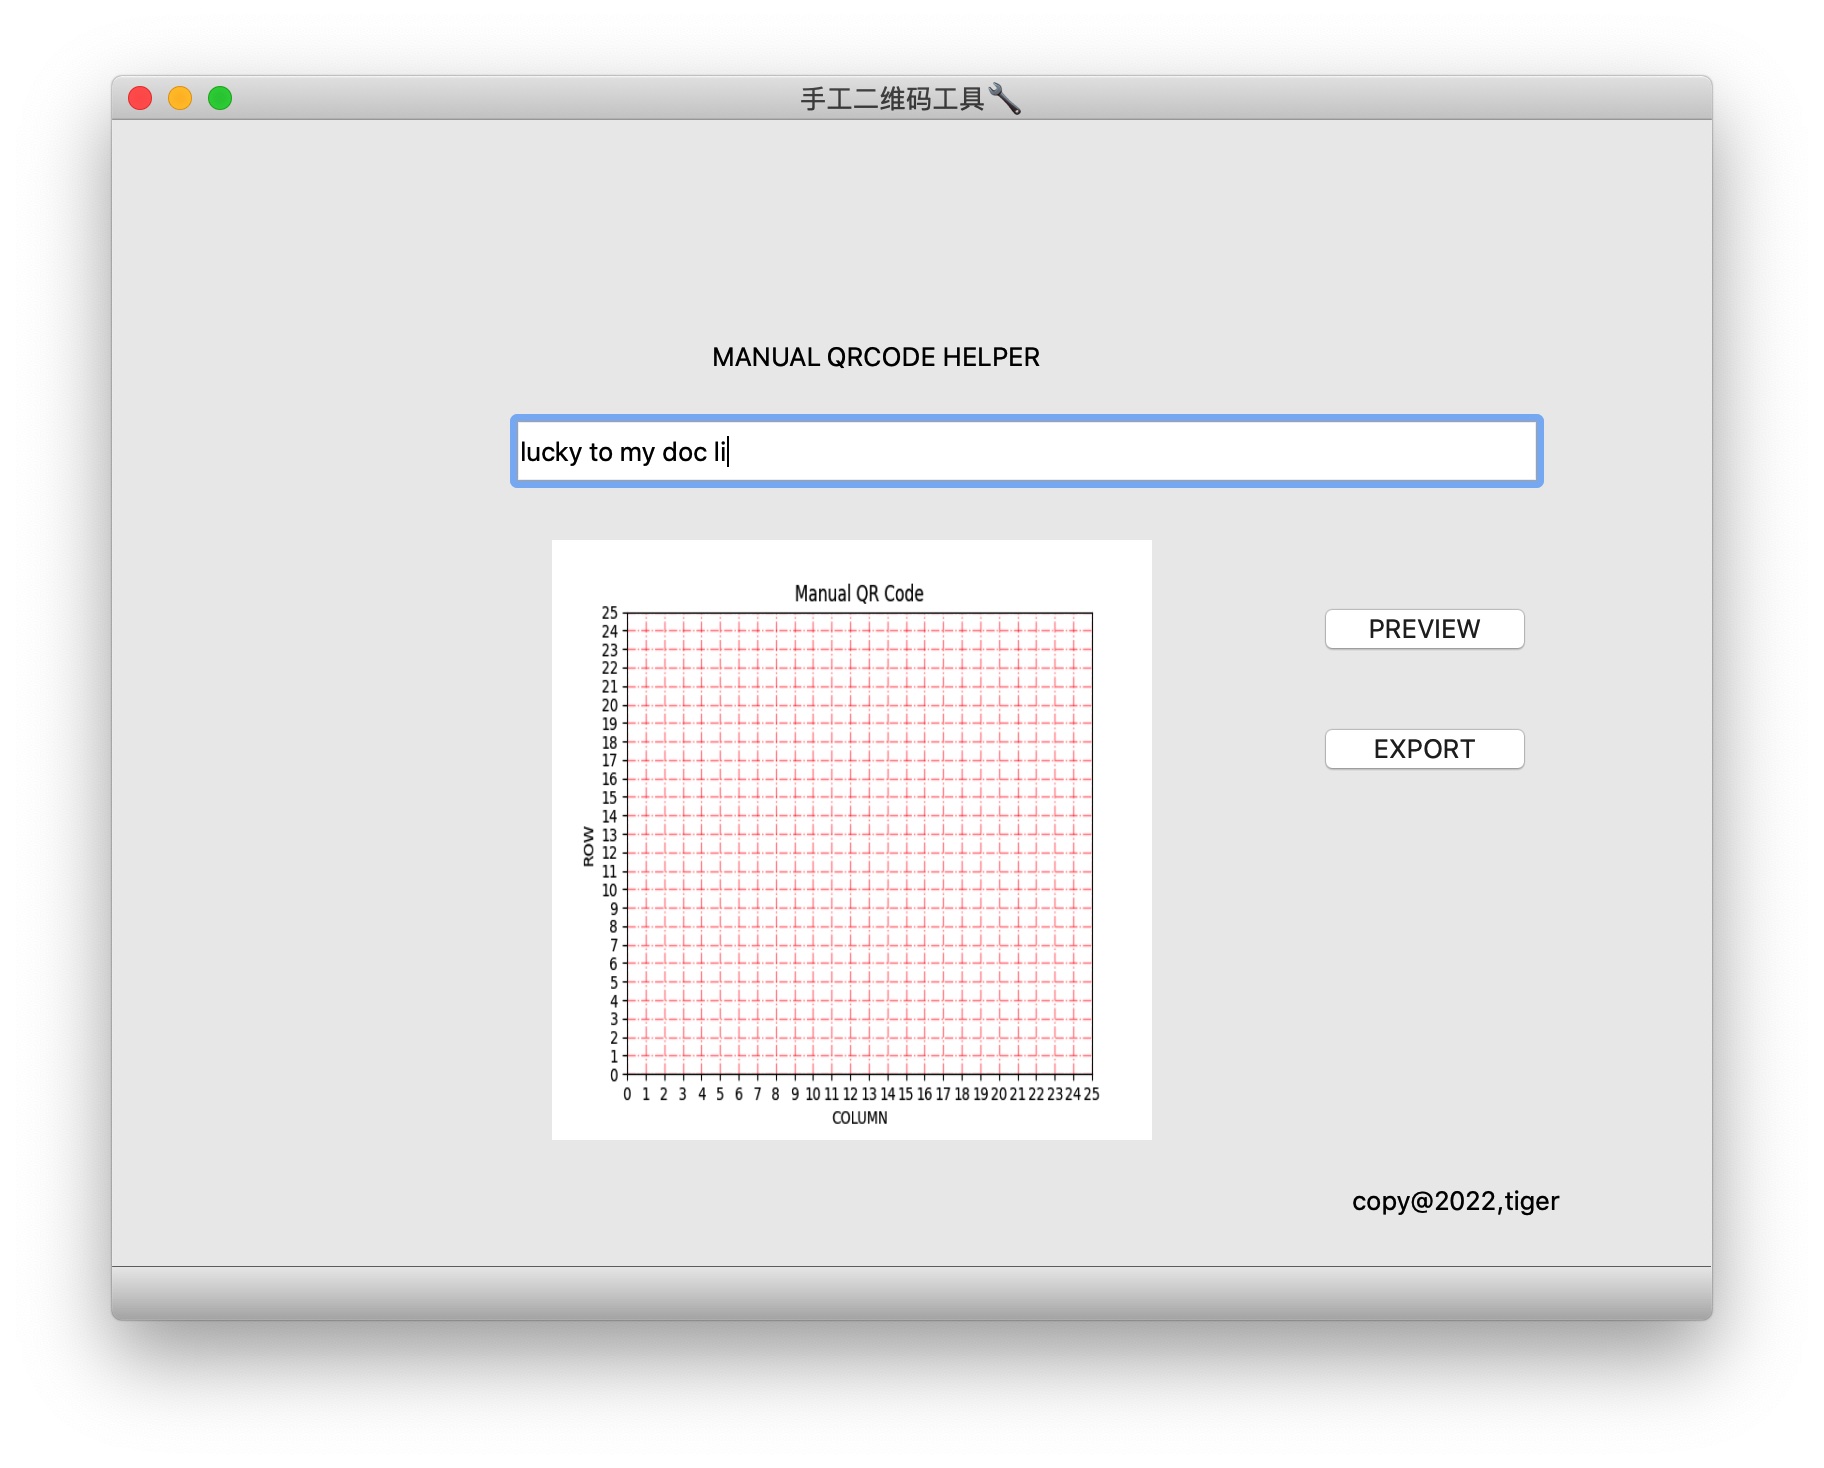 手工二维码工具🔧
MANUAL QRCODE HELPER
lucky to my doc li
Manual QR Code
25
24
23
22
21
20
19
18
17
16
15
14
13
12
11
10
9
8
7
6
5
4
3
2
1
0
ROW
0 1 2 3 4 5 6 7 8 9 10 11 12 13 14 15 16 17 18 19 20 21 22 23 24 25
COLUMN
PREVIEW
EXPORT
copy@2022,tiger